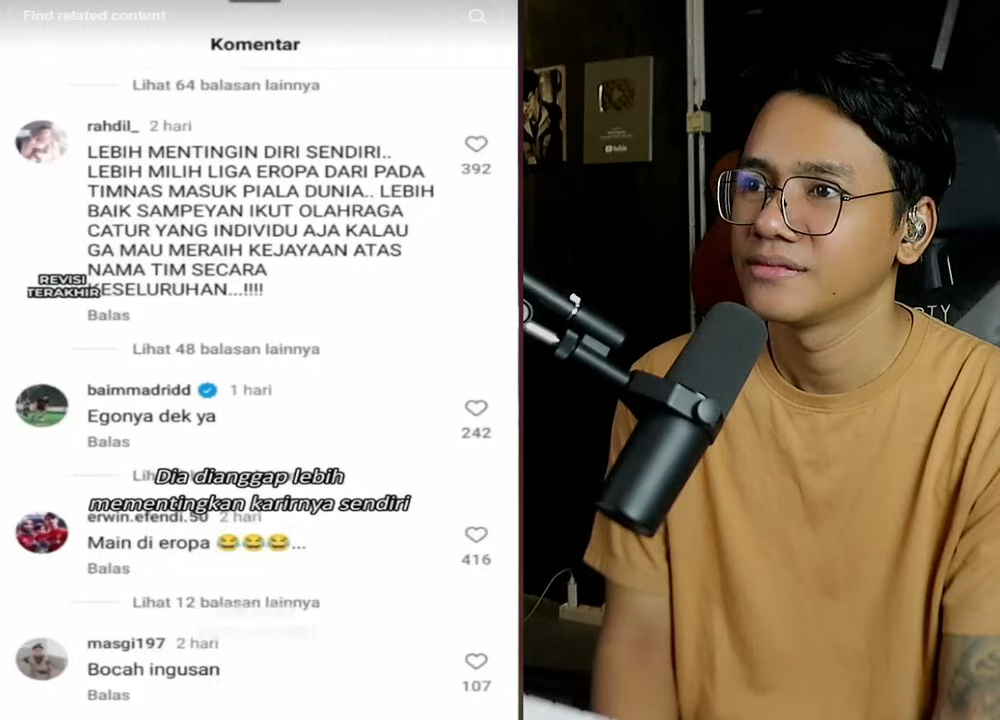 Find related content
Komentar
Lihat 64 balasan lainnya
rahdil_ 2 hari
LEBIH MENTINGIN DIRI SENDIRI..
LEBIH MILIH LIGA EROPA DARI PADA
TIMNAS MASUK PIALA DUNIA.. LEBIH
BAIK SAMPEYAN IKUT OLAHRAGA
CATUR YANG INDIVIDU AJA KALAU
GA MAU MERAIH KEJAYAAN ATAS
NAMA TIM SECARA
KESELURUHAN...!!!!
392
REVISI
TERAKHIR
Balas
Lihat 48 balasan lainnya
baimmadridd 1 hari
Egonya dek ya
242
Balas
Dia dianggap lebih
mementingkan karirnya sendiri
erwin.efendi.50 2 hari
Main di eropa 😂😂😂...
416
Balas
Lihat 12 balasan lainnya
masgi197 2 hari
Bocah ingusan
107
Balas
YouTube